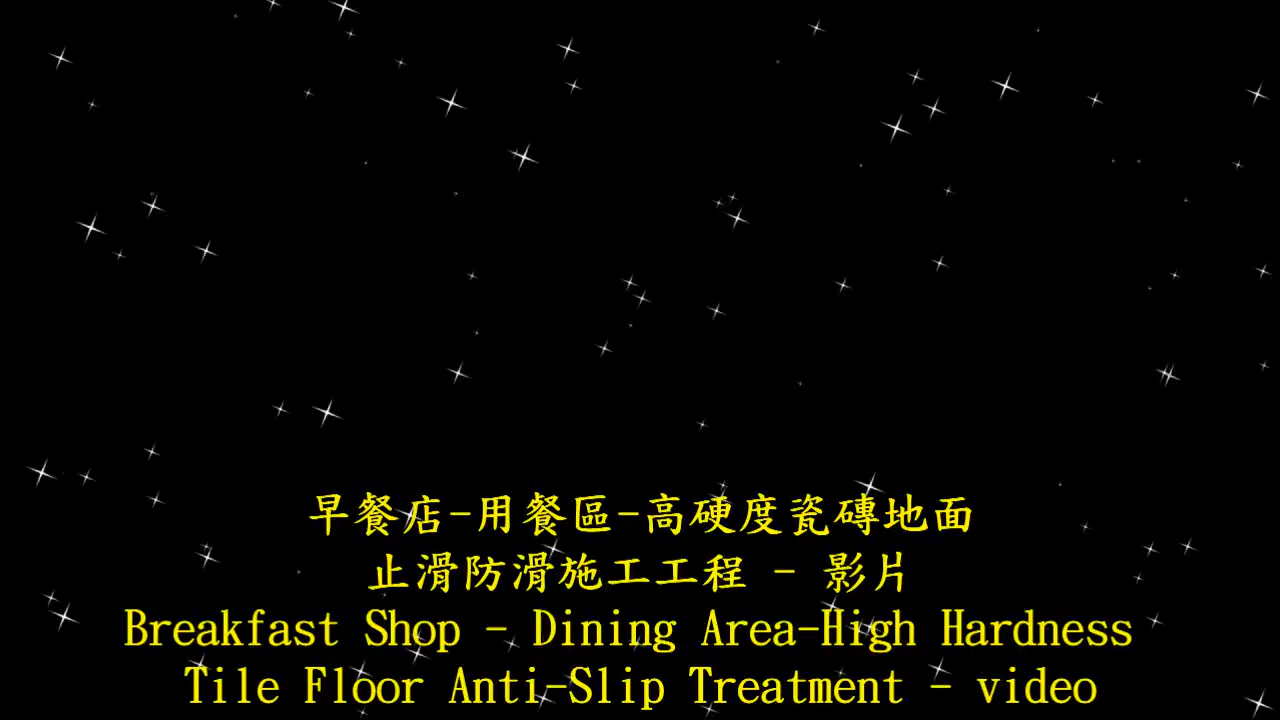 早餐店-用餐區-高硬度瓷磚地面
止滑防滑施工工程 - 影片
Breakfast Shop - Dining Area-High Hardness
Tile Floor Anti-Slip Treatment - video